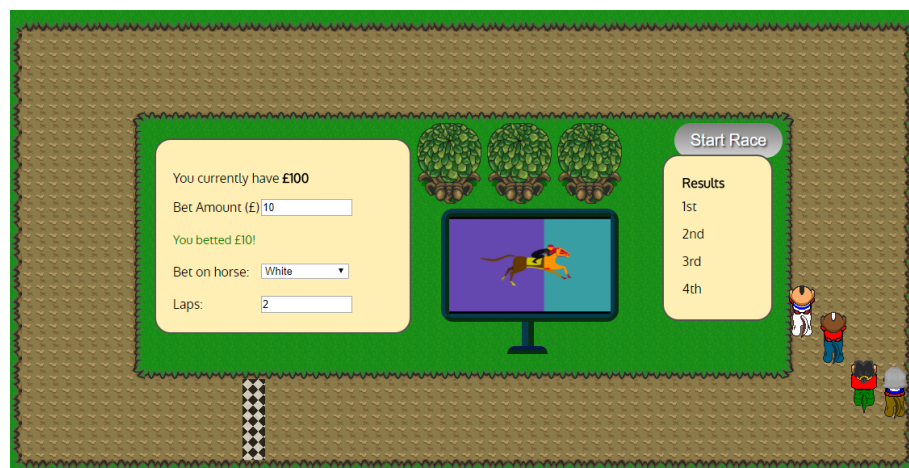 You currently have £100
Bet Amount (£) 10
You betted £10!
Bet on horse: White
Laps: 2
Start Race
Results
1st
2nd
3rd
4th